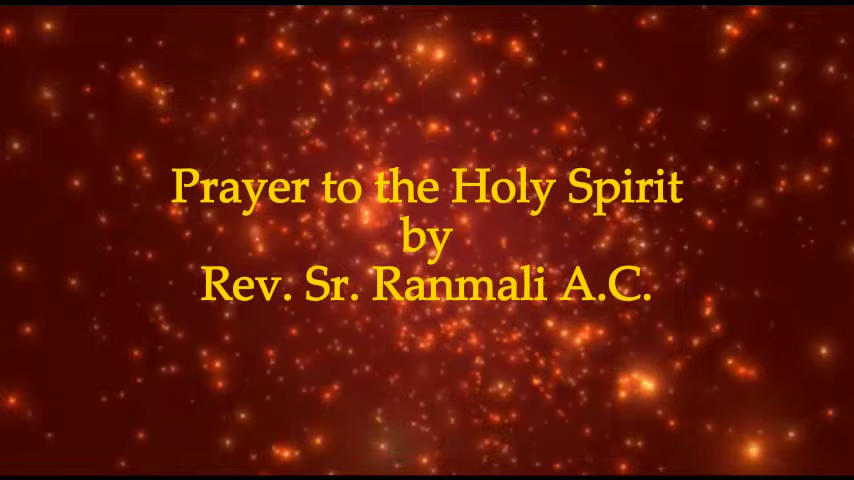 Prayer to the Holy Spirit
by
Rev. Sr. Ranmali A.C.